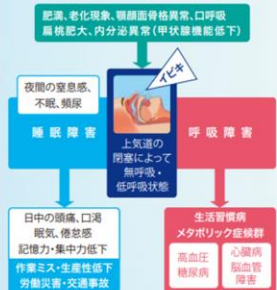 肥満、老化現象、顎顔面骨格異常、口呼吸
扁桃肥大、内分泌異常(甲状腺機能低下)
イビキ
夜間の窒息感、
不眠、頻尿
睡眠障害
上気道の
閉塞によって
無呼吸・
低呼吸状態
呼吸障害
日中の頭痛、口渇
眠気、倦怠感
記憶力・集中力低下
作業ミス・生産性低下
労働災害・交通事故
生活習慣病
メタボリック症候群
高血圧
糖尿病
心臓病
脳血管
障害